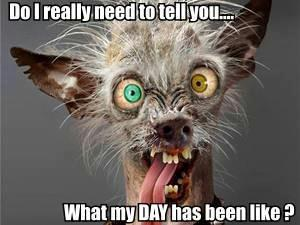 Do I really need to tell you....
What my DAY has been like ?